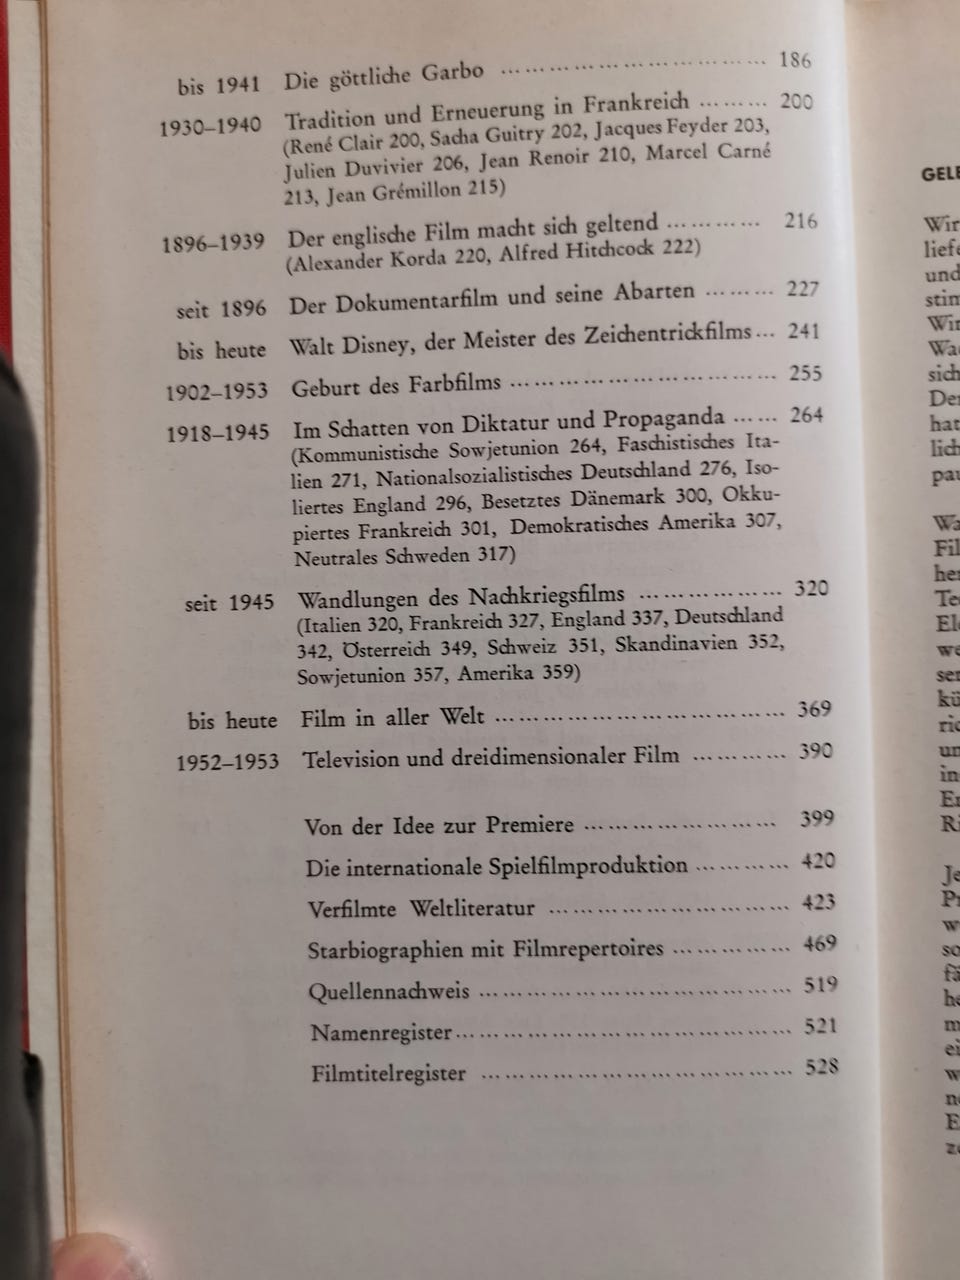 bis 1941 Die göttliche Garbo ........................... 186
1930–1940 Tradition und Erneuerung in Frankreich ......... 200
(René Clair 200, Sacha Guitry 202, Jacques Feyder 203,
Julien Duvivier 206, Jean Renoir 210, Marcel Carné
213, Jean Grémillon 215)
1896–1939 Der englische Film macht sich geltend ............ 216
(Alexander Korda 220, Alfred Hitchcock 222)
seit 1896 Der Dokumentarfilm und seine Abarten ......... 227
bis heute Walt Disney, der Meister des Zeichentrickfilms ... 241
1902–1953 Geburt des Farbfilms ........................... 255
1918–1945 Im Schatten von Diktatur und Propaganda ...... 264
(Kommunistische Sowjetunion 264, Faschistisches Ita-
lien 271, Nationalsozialistisches Deutschland 276, Iso-
liertes England 296, Besetztes Dänemark 300, Okku-
piertes Frankreich 301, Demokratisches Amerika 307,
Neutrales Schweden 317)
seit 1945 Wandlungen des Nachkriegsfilms .................. 320
(Italien 320, Frankreich 327, England 337, Deutschland
342, Österreich 349, Schweiz 351, Skandinavien 352,
Sowjetunion 357, Amerika 359)
bis heute Film in aller Welt .............................. 369
1952–1953 Television und dreidimensionaler Film ............ 390
Von der Idee zur Premiere ........................ 399
Die internationale Spielfilmproduktion ............ 420
Verfilmte Weltliteratur ........................... 423
Starbiographien mit Filmrepertoires ............... 469
Quellennachweis .................................... 519
Namenregister ....................................... 521
Filmtitelregister .................................... 528
Wir
und
Wir
sich
hat